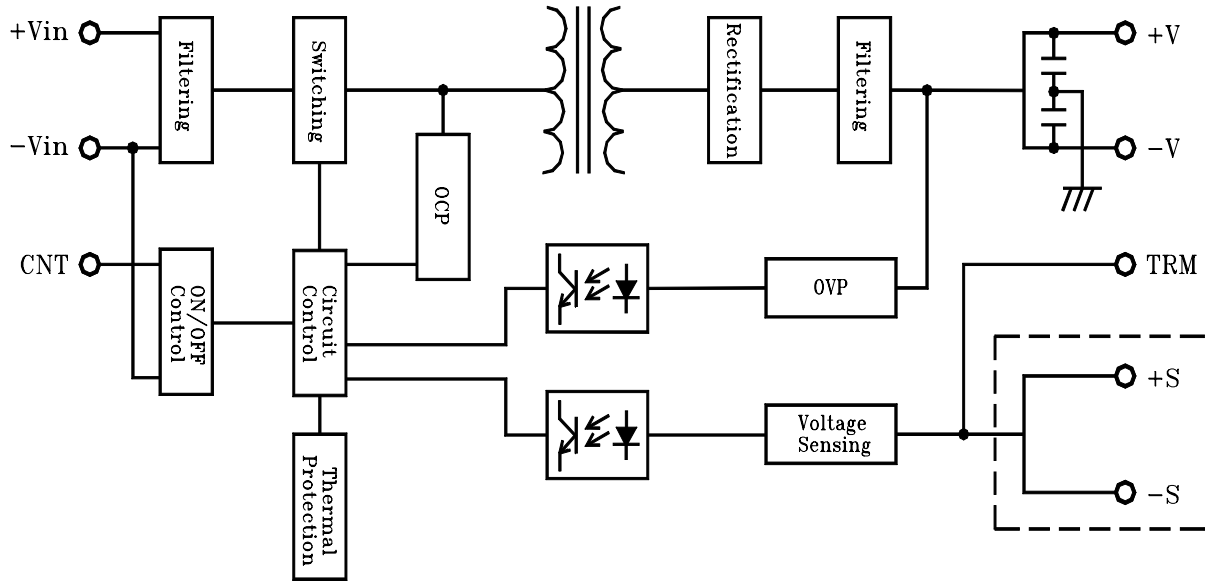 +Vin
Filtering
Switching
Rectification
Filtering
+V
−Vin
−V
OCP
CNT
ON/OFF
Control
Circuit
Control
OVP
TRM
+S
Voltage
Sensing
Thermal
Protection
−S